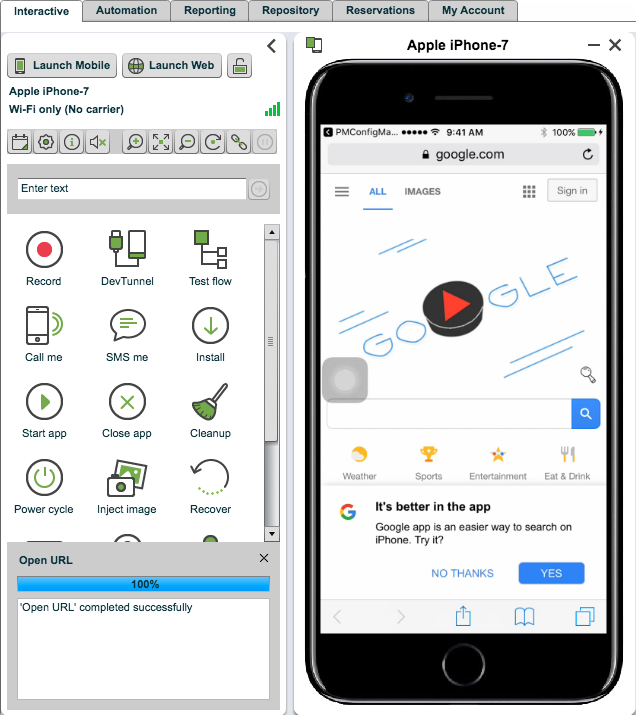 Interactive
Automation
Reporting
Repository
Reservations
My Account
Launch Mobile
Launch Web
Apple iPhone-7
Wi-Fi only (No carrier)
Enter text
Record
DevTunnel
Test flow
Call me
SMS me
Install
Start app
Close app
Cleanup
Power cycle
Inject image
Recover
Open URL
100%
'Open URL' completed successfully
Apple iPhone-7
PMConfigMa... 9:41 AM 100%
google.com
ALL
IMAGES
Sign in
GOOGLE
Weather
Sports
Entertainment
Eat & Drink
G
It's better in the app
Google app is an easier way to search on
iPhone. Try it?
NO THANKS
YES